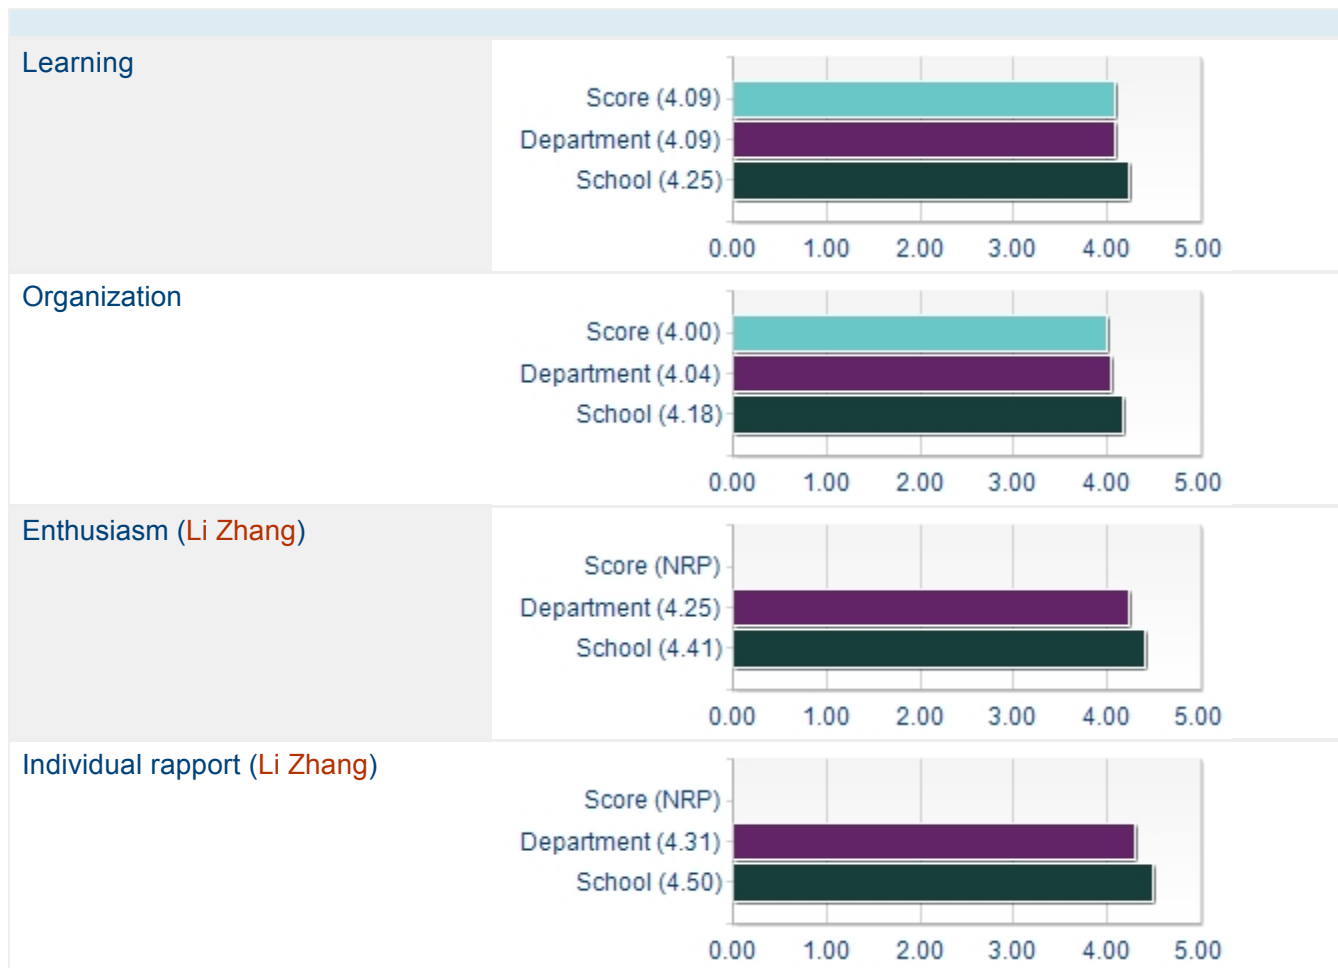 Learning
Score (4.09)
Department (4.09)
School (4.25)
0.00 1.00 2.00 3.00 4.00 5.00
Organization
Score (4.00)
Department (4.04)
School (4.18)
0.00 1.00 2.00 3.00 4.00 5.00
Enthusiasm (Li Zhang)
Score (NRP)
Department (4.25)
School (4.41)
0.00 1.00 2.00 3.00 4.00 5.00
Individual rapport (Li Zhang)
Score (NRP)
Department (4.31)
School (4.50)
0.00 1.00 2.00 3.00 4.00 5.00